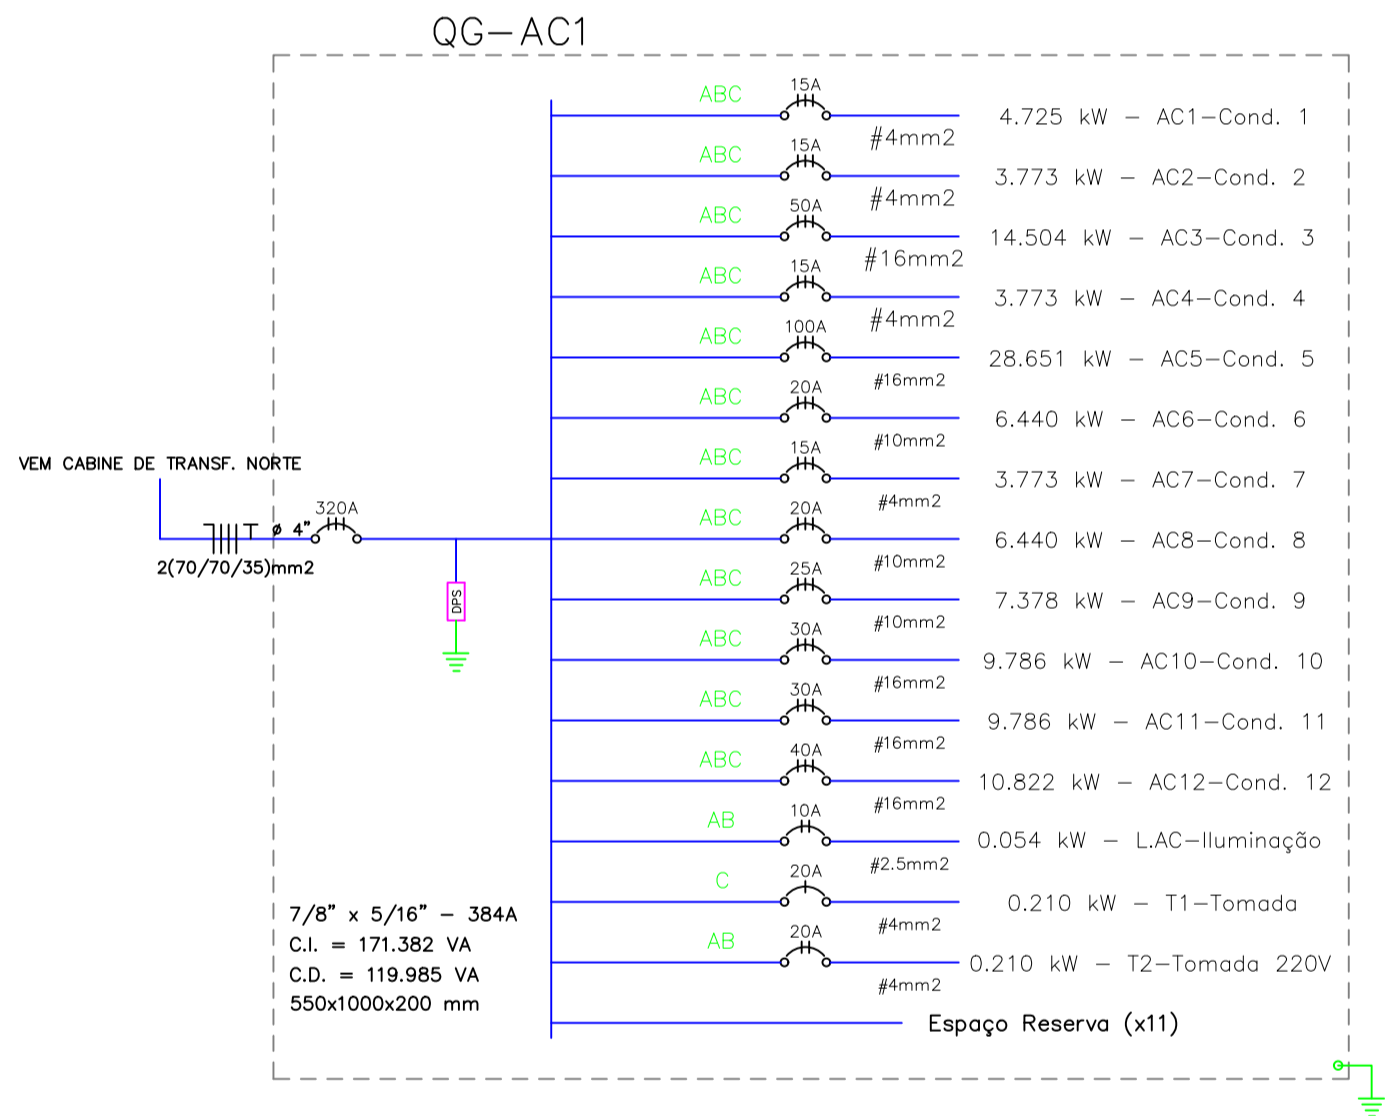 QG-AC1
ABC
15A
#4mm2
4.725 kW - AC1-Cond. 1
ABC
15A
#4mm2
3.773 kW - AC2-Cond. 2
ABC
50A
#16mm2
14.504 kW - AC3-Cond. 3
ABC
15A
#4mm2
3.773 kW - AC4-Cond. 4
ABC
100A
#16mm2
28.651 kW - AC5-Cond. 5
ABC
20A
#10mm2
6.440 kW - AC6-Cond. 6
ABC
15A
#4mm2
3.773 kW - AC7-Cond. 7
VEM CABINE DE TRANSF. NORTE
ø 4"
320A
2(70/70/35)mm2
DPS
ABC
20A
#10mm2
6.440 kW - AC8-Cond. 8
ABC
25A
#10mm2
7.378 kW - AC9-Cond. 9
ABC
30A
#16mm2
9.786 kW - AC10-Cond. 10
ABC
30A
#16mm2
9.786 kW - AC11-Cond. 11
ABC
40A
#16mm2
10.822 kW - AC12-Cond. 12
AB
10A
#2.5mm2
0.054 kW - L.AC-Iluminação
C
20A
#4mm2
0.210 kW - T1-Tomada
AB
20A
#4mm2
0.210 kW - T2-Tomada 220V
Espaço Reserva (x11)
7/8" x 5/16" - 384A
C.I. = 171.382 VA
C.D. = 119.985 VA
550x1000x200 mm